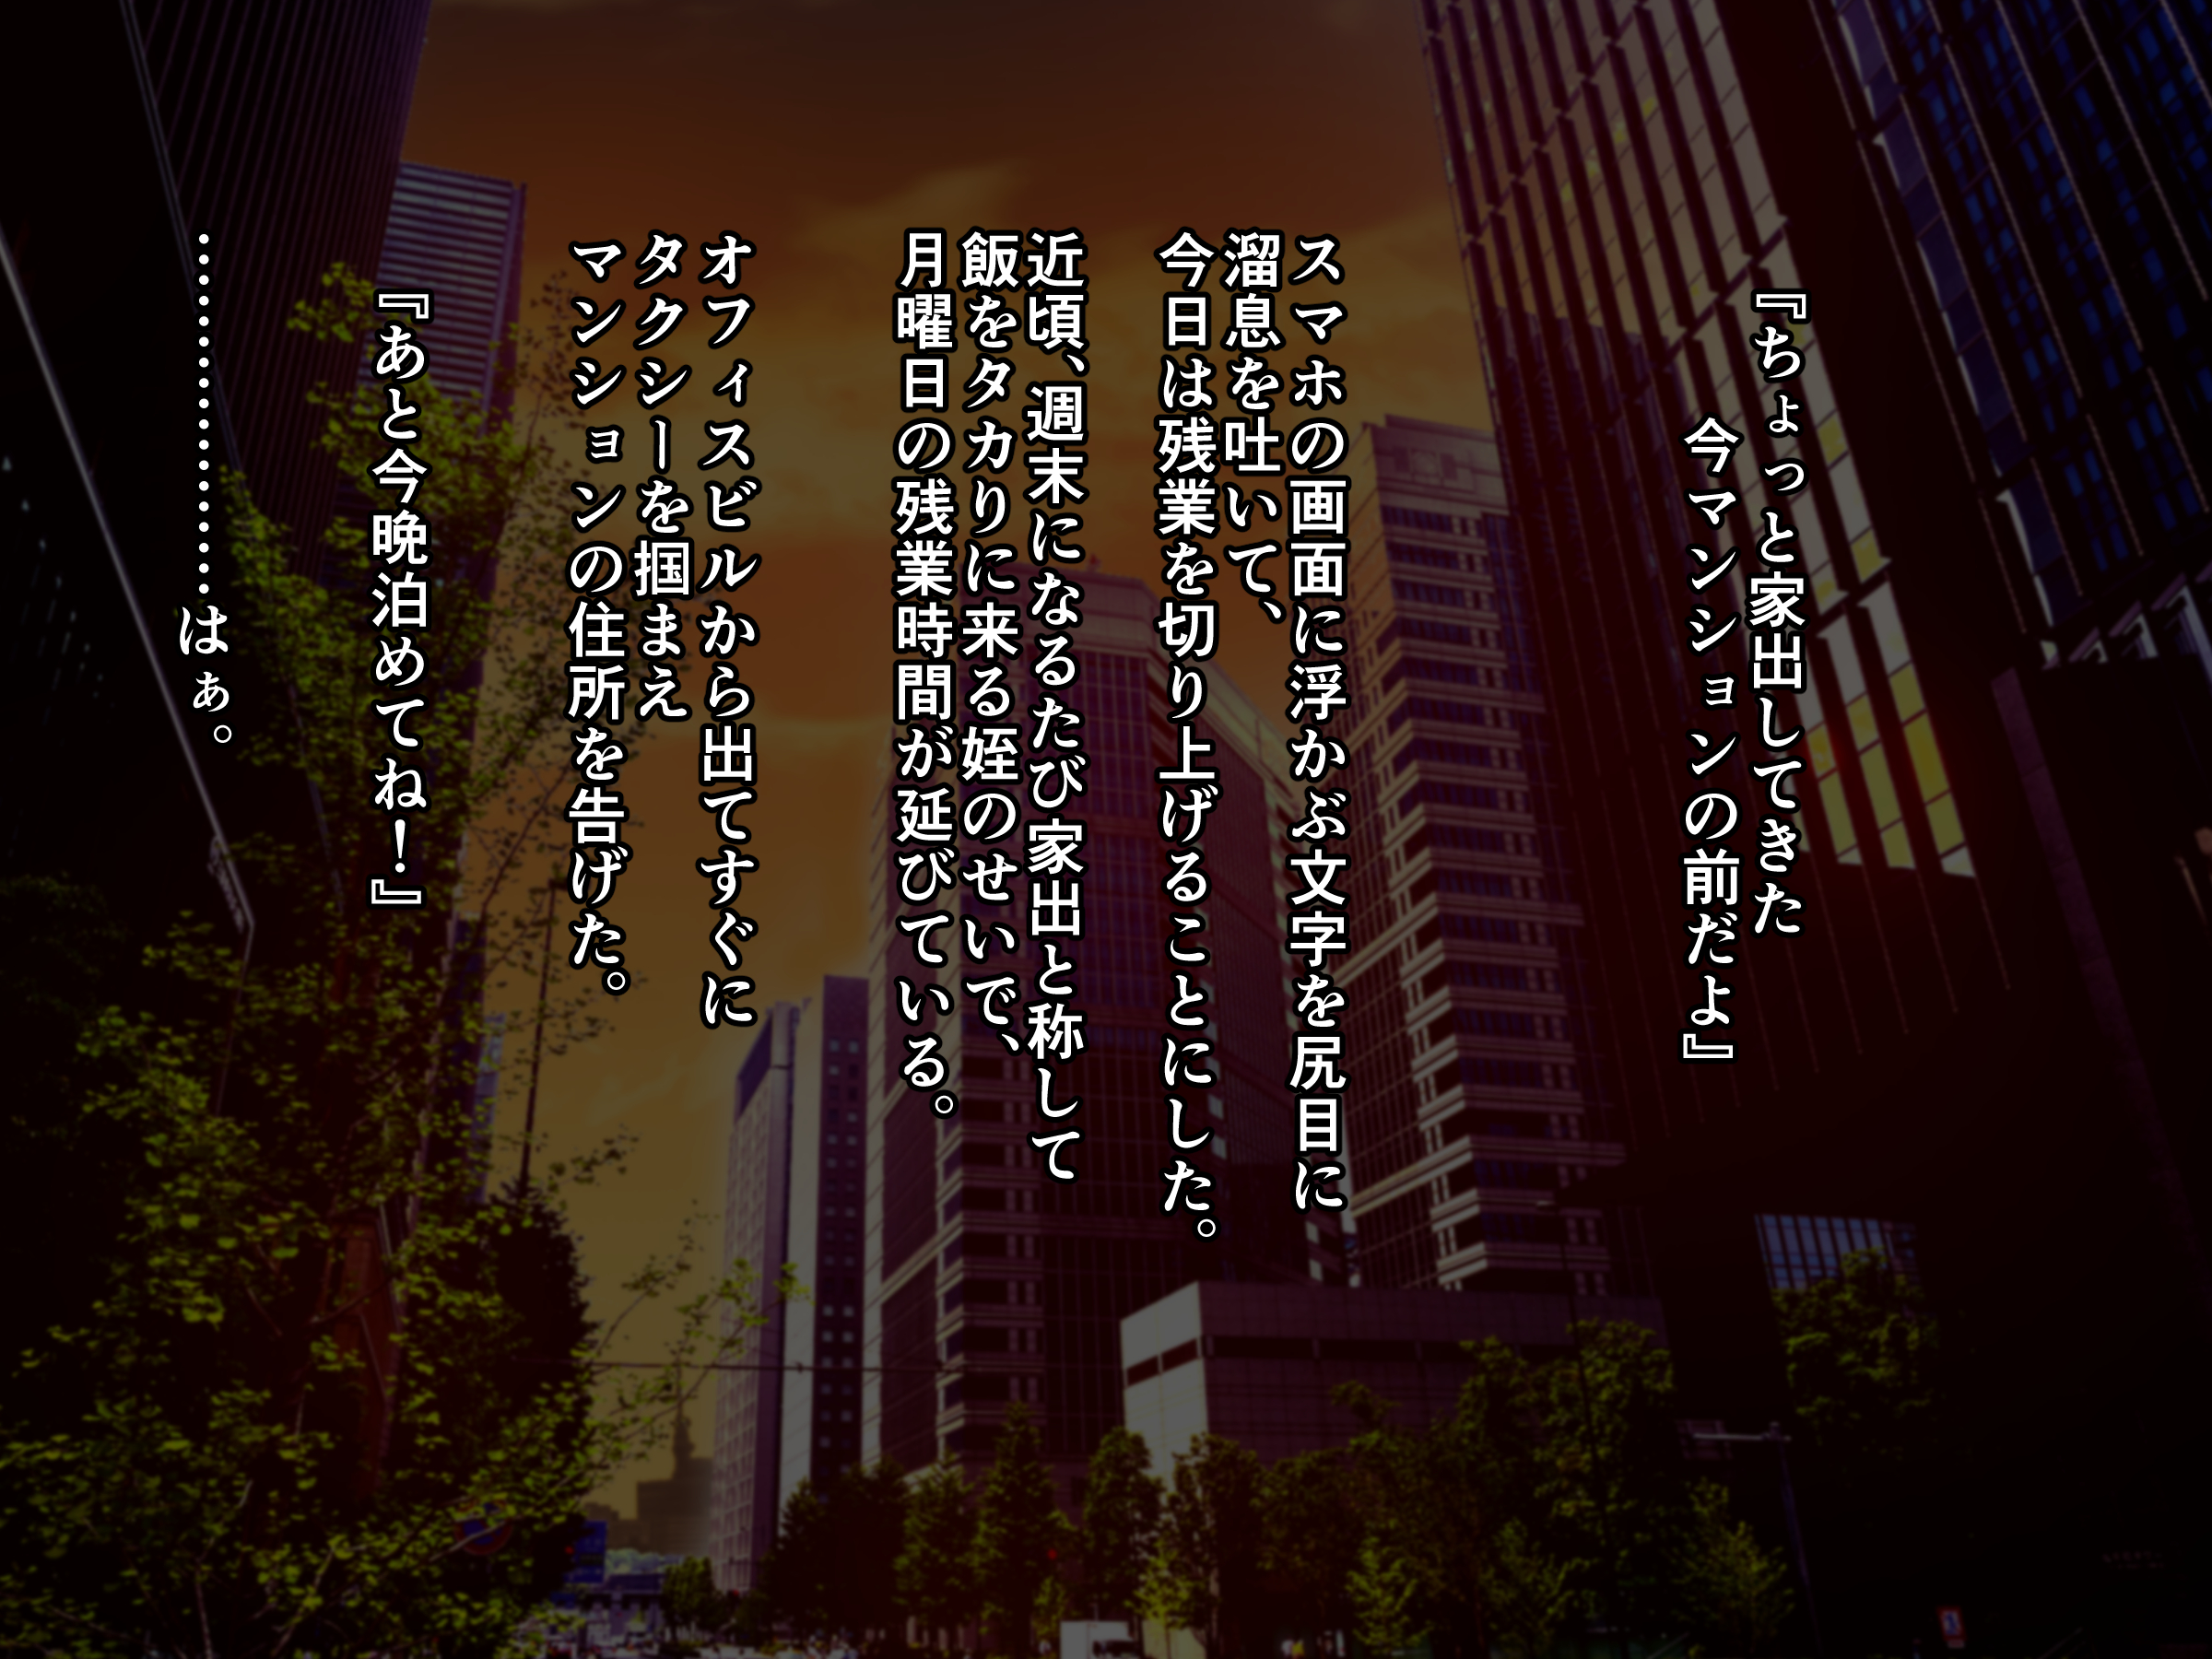 『ちょっと家出してきた
今マンションの前だよ』
スマホの画面に浮かぶ文字を尻目に
溜息を吐いて、
今日は残業を切り上げることにした。
近頃、週末になるたび家出と称して
飯をタカりに来る姪のせいで、
月曜日の残業時間が延びている。
オフィスビルから出てすぐに
タクシーを掴まえ
マンションの住所を告げた。
『あと今晩泊めてね！』
………………はぁ。